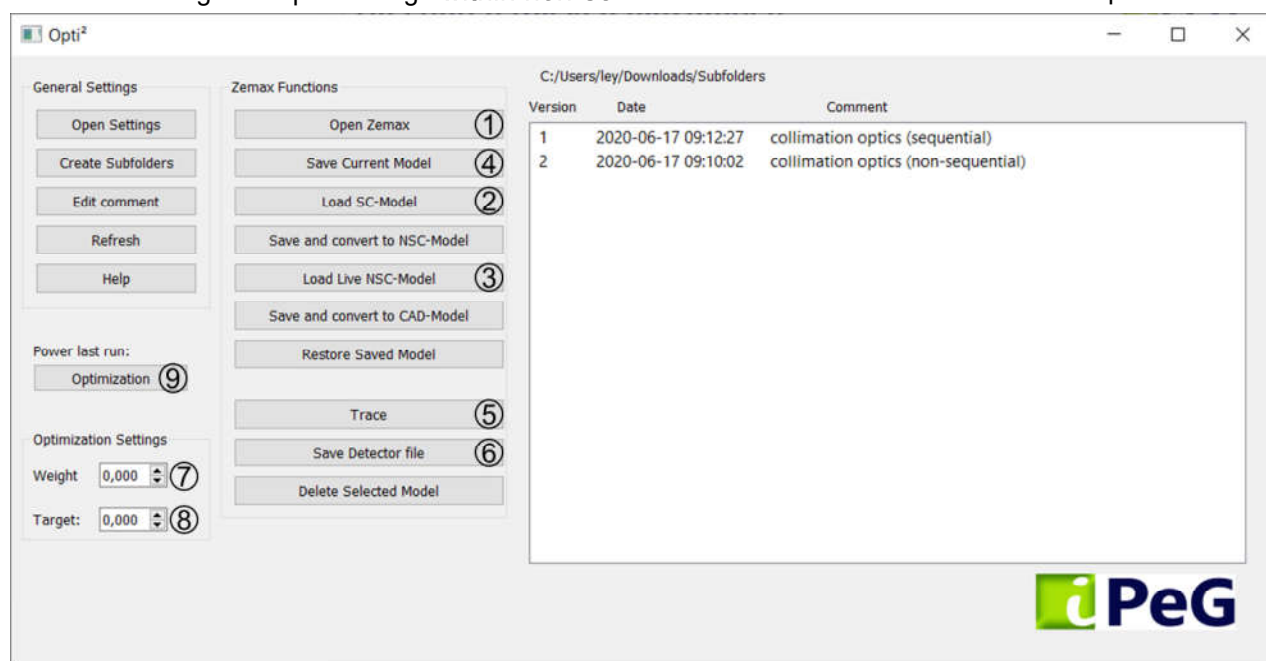 Opti²
General Settings
Open Settings
Create Subfolders
Edit comment
Refresh
Help
Power last run:
Optimization ⑨
Optimization Settings
Weight 0,000 ⑦
Target: 0,000 ⑧
Zemax Functions
Open Zemax ①
Save Current Model ④
Load SC-Model ②
Save and convert to NSC-Model
Load Live NSC-Model ③
Save and convert to CAD-Model
Restore Saved Model
Trace ⑤
Save Detector file ⑥
Delete Selected Model
C:/Users/ley/Downloads/Subfolders
Version Date Comment
1 2020-06-17 09:12:27 collimation optics (sequential)
2 2020-06-17 09:10:02 collimation optics (non-sequential)
i PeG